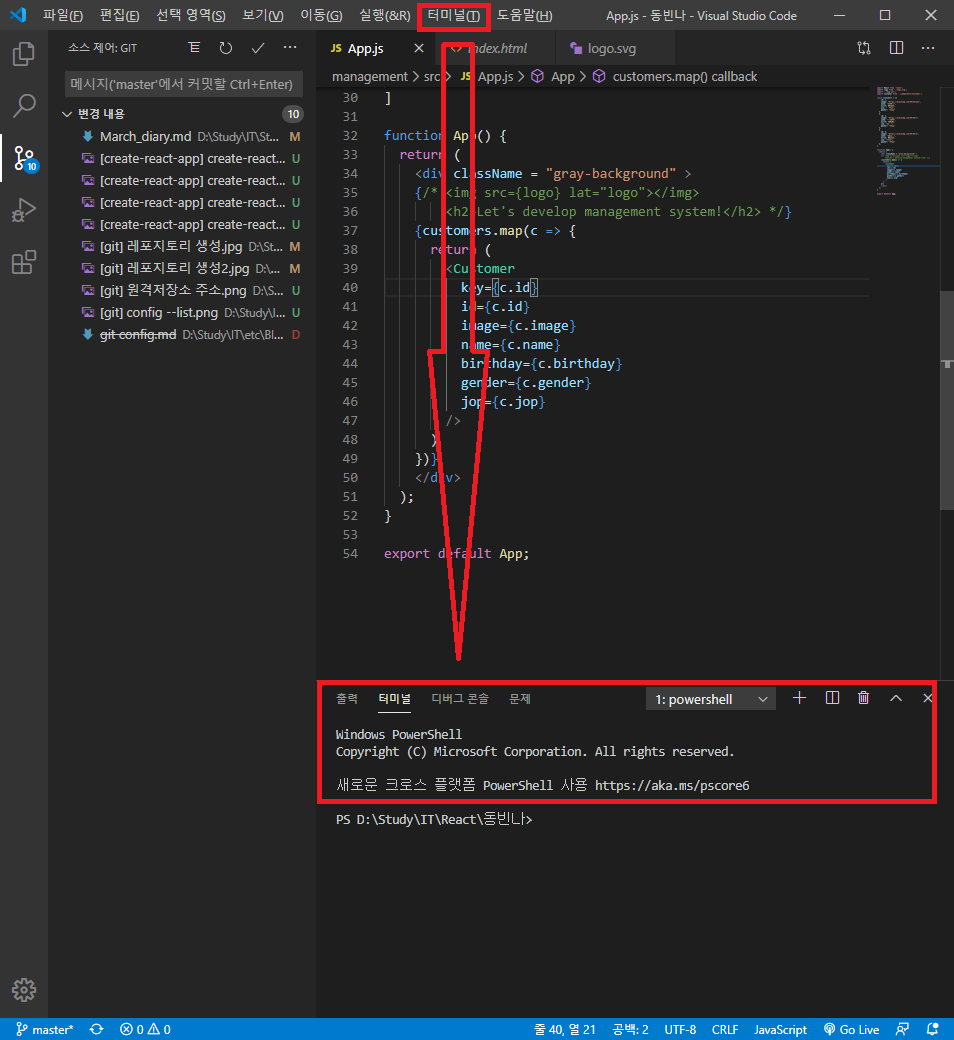 파일(F) 편집(E) 선택 영역(S) 보기(V) 이동(G) 실행(&R) 터미널(T) 도움말(H) App.js - 동빈나 - Visual Studio Code
소스 제어: GIT
메시지('master'에서 커밋할 Ctrl+Enter)
변경 내용 10
March_diary.md D:\Study\IT\St... M
[create-react-app] create-react... U
[create-react-app] create-react... U
[create-react-app] create-react... U
[create-react-app] create-react... U
[git] 레포지토리 생성.jpg D:\St... M
[git] 레포지토리 생성2.jpg D:\... M
[git] 원격저장소 주소.png D:\S... U
[git] config --list.png D:\Study\I... U
git config.md D:\Study\IT\etc\Bl... D
10
JS App.js index.html logo.svg
management > src > JS App.js > App > customers.map() callback
30 ]
31
32 function App() {
33 return (
34 <div className = "gray-background" >
35 {/* <img src={logo} lat="logo"></img>
36 <h2>Let's develop management system!</h2> */}
37 {customers.map(c => {
38 return (
39 <Customer
40 key={c.id}
41 id={c.id}
42 image={c.image}
43 name={c.name}
44 birthday={c.birthday}
45 gender={c.gender}
46 jop={c.jop}
47 />
48 )
49 })}
50 </div>
51 );
52 }
53
54 export default App;
출력 터미널 디버그 콘솔 문제 1: powershell
Windows PowerShell
Copyright (C) Microsoft Corporation. All rights reserved.
새로운 크로스 플랫폼 PowerShell 사용 https://aka.ms/pscore6
PS D:\Study\IT\React\동빈나>
master* 0 0 줄 40, 열 21 공백: 2 UTF-8 CRLF JavaScript Go Live